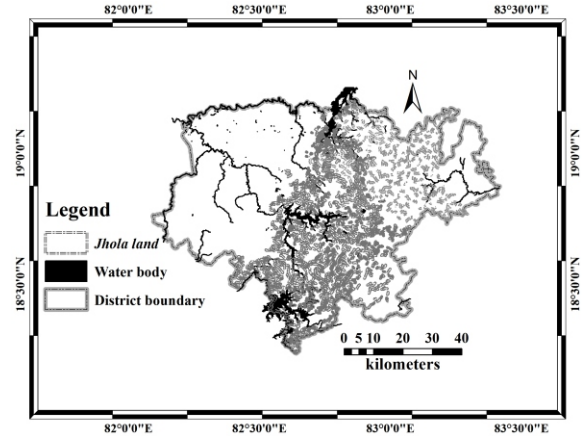 82°0'0"E 82°30'0"E 83°0'0"E 83°30'0"E
N
19°0'0"N 19°0'0"N
Legend
Jhola land
Water body
District boundary
18°30'0"N 18°30'0"N
0 5 10 20 30 40
kilometers
82°0'0"E 82°30'0"E 83°0'0"E 83°30'0"E